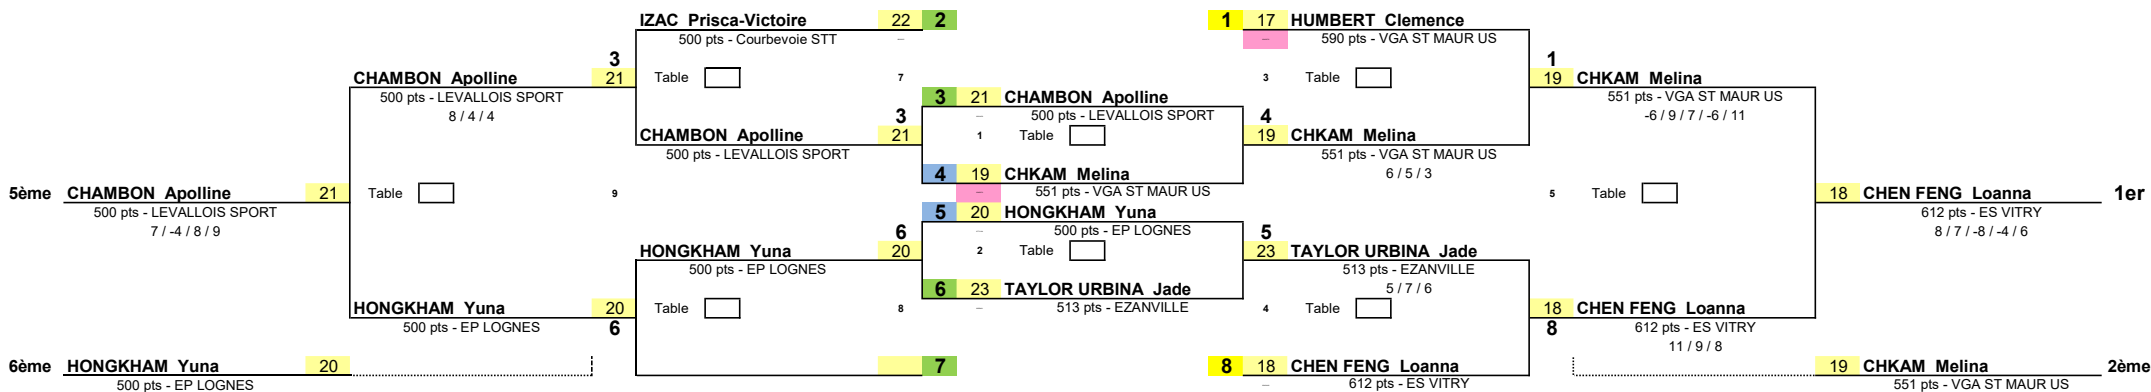 IZAC Prisca-Victoire 22 2 1 17 HUMBERT Clemence
500 pts - Courbevoie STT – – 590 pts - VGA ST MAUR US
3 1
CHAMBON Apolline 21 Table 7 3 Table 19 CHKAM Melina
500 pts - LEVALLOIS SPORT 3 21 CHAMBON Apolline 551 pts - VGA ST MAUR US
8 / 4 / 4 3 – 500 pts - LEVALLOIS SPORT 4 -6 / 9 / 7 / -6 / 11
CHAMBON Apolline 21 1 Table 19 CHKAM Melina
500 pts - LEVALLOIS SPORT 551 pts - VGA ST MAUR US
4 19 CHKAM Melina 6 / 5 / 3
5ème CHAMBON Apolline 21 Table 9 – 551 pts - VGA ST MAUR US 5 Table 18 CHEN FENG Loanna 1er
500 pts - LEVALLOIS SPORT 5 20 HONGKHAM Yuna 612 pts - ES VITRY
7 / -4 / 8 / 9 6 – 500 pts - EP LOGNES 5 8 / 7 / -8 / -4 / 6
HONGKHAM Yuna 20 2 Table 23 TAYLOR URBINA Jade
500 pts - EP LOGNES 513 pts - EZANVILLE
6 23 TAYLOR URBINA Jade 5 / 7 / 6
HONGKHAM Yuna 20 Table 8 – 513 pts - EZANVILLE 4 Table 18 CHEN FENG Loanna
500 pts - EP LOGNES 6 8 612 pts - ES VITRY
11 / 9 / 8
6ème HONGKHAM Yuna 20 7 8 18 CHEN FENG Loanna 19 CHKAM Melina 2ème
500 pts - EP LOGNES – 612 pts - ES VITRY 551 pts - VGA ST MAUR US